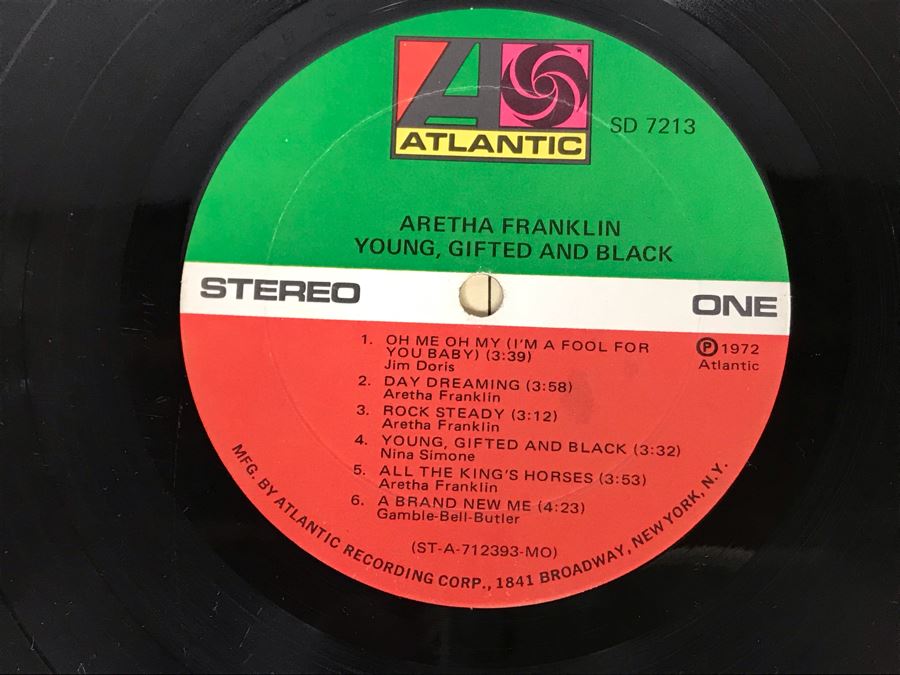 ATLANTIC
SD 7213
ARETHA FRANKLIN
YOUNG, GIFTED AND BLACK
STEREO
ONE
1. OH ME OH MY (I'M A FOOL FOR
YOU BABY) (3:39)
Jim Doris
2. DAY DREAMING (3:58)
Aretha Franklin
3. ROCK STEADY (3:12)
Aretha Franklin
4. YOUNG, GIFTED AND BLACK (3:32)
Nina Simone
5. ALL THE KING'S HORSES (3:53)
Aretha Franklin
6. A BRAND NEW ME (4:23)
Gamble-Bell-Butler
℗ 1972
Atlantic
(ST-A-712393-MO)
MFG. BY ATLANTIC RECORDING CORP., 1841 BROADWAY, NEW YORK, N.Y.